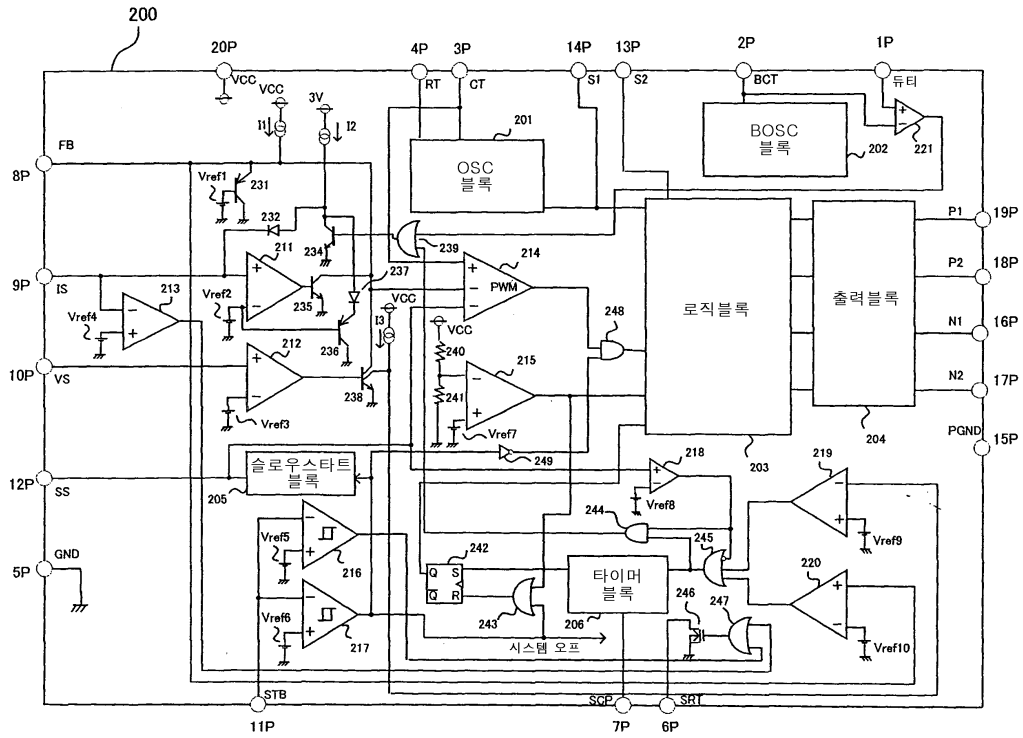 200
20P
4P
3P
14P
13P
2P
1P
VCC
RT
CT
S1
S2
BCT
듀티
VCC
3V
I1
I2
201
OSC
블록
BOSC
블록
202
221
FB
8P
Vref1
231
232
234
239
237
211
214
PWM
9P
IS
213
Vref4
Vref2
235
236
VCC
I3
로직블록
출력블록
P1
19P
P2
18P
N1
16P
N2
17P
PGND
15P
248
VCC
240
241
215
212
10P
VS
238
Vref3
Vref7
249
203
204
12P
SS
슬로우스타트
블록
205
218
Vref8
219
Vref9
244
245
GND
5P
Vref5
216
Vref6
217
242
Q
S
Q
R
243
타이머
블록
206
246
247
220
Vref10
시스템 오프
STB
11P
SCP
7P
SRT
6P